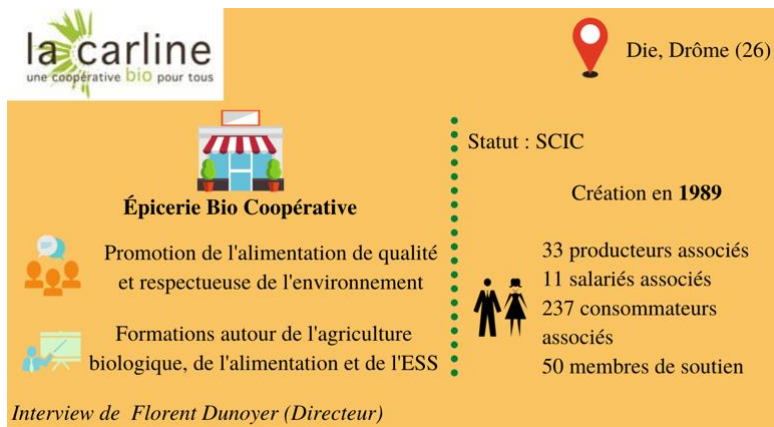 la carline
une coopérative bio pour tous
Die, Drôme (26)
Épicerie Bio Coopérative
Promotion de l'alimentation de qualité
et respectueuse de l'environnement
Formations autour de l'agriculture
biologique, de l'alimentation et de l'ESS
Interview de Florent Dunoyer (Directeur)
Statut : SCIC
Création en 1989
33 producteurs associés
11 salariés associés
237 consommateurs
associés
50 membres de soutien